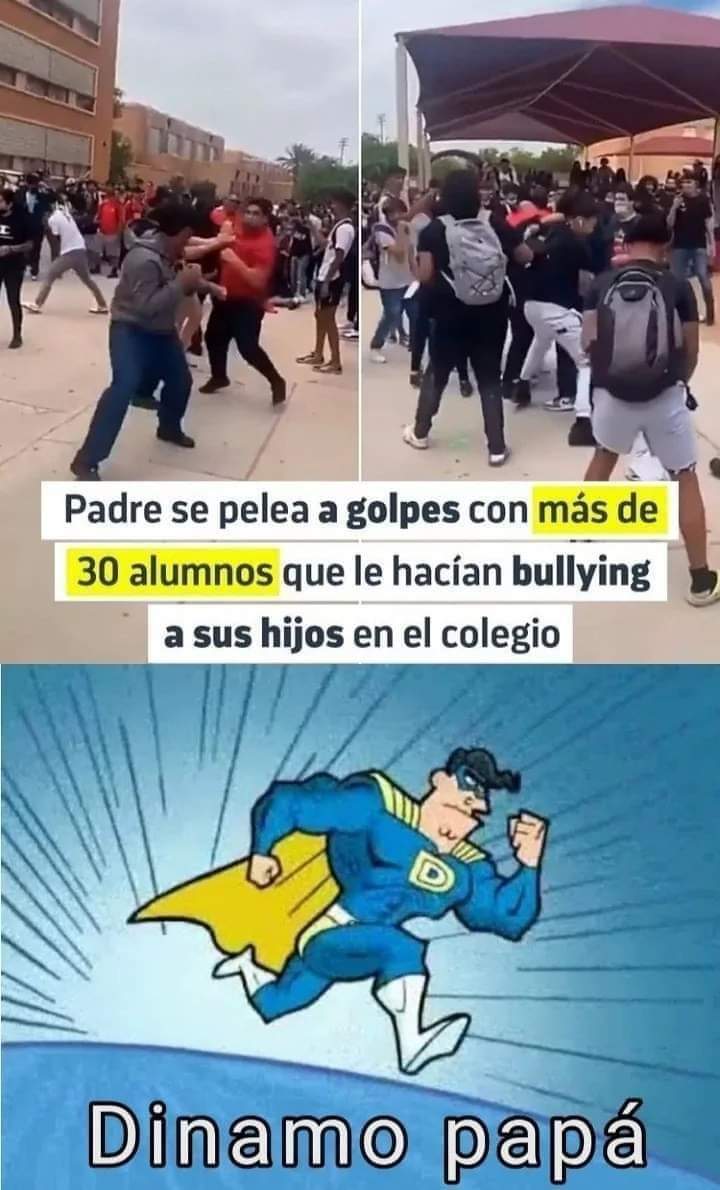 Padre se pelea a golpes con más de
30 alumnos que le hacían bullying
a sus hijos en el colegio
D
Dinamo papá